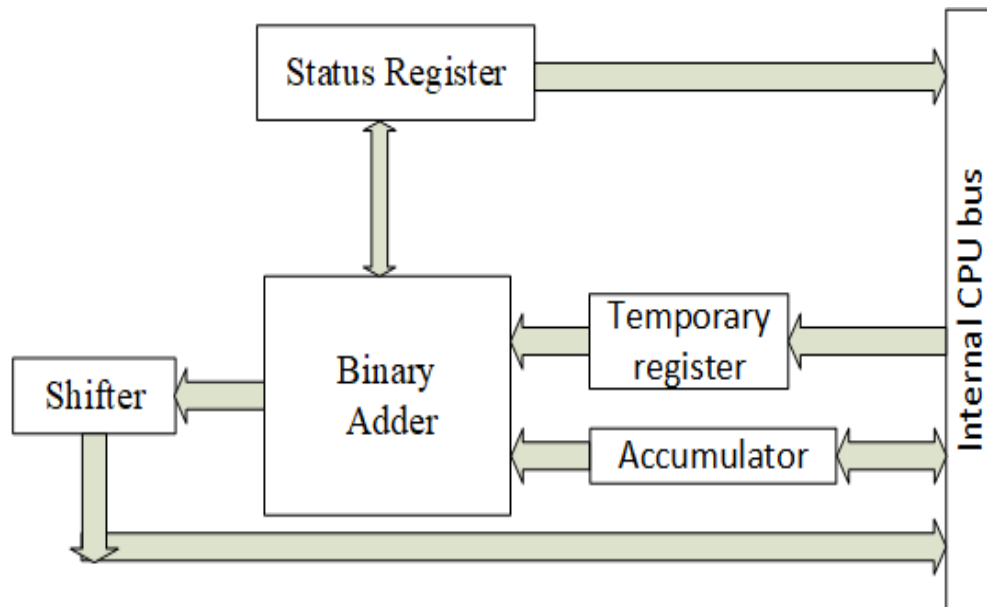 Status Register
Internal CPU bus
Temporary
register
Binary
Adder
Shifter
Accumulator